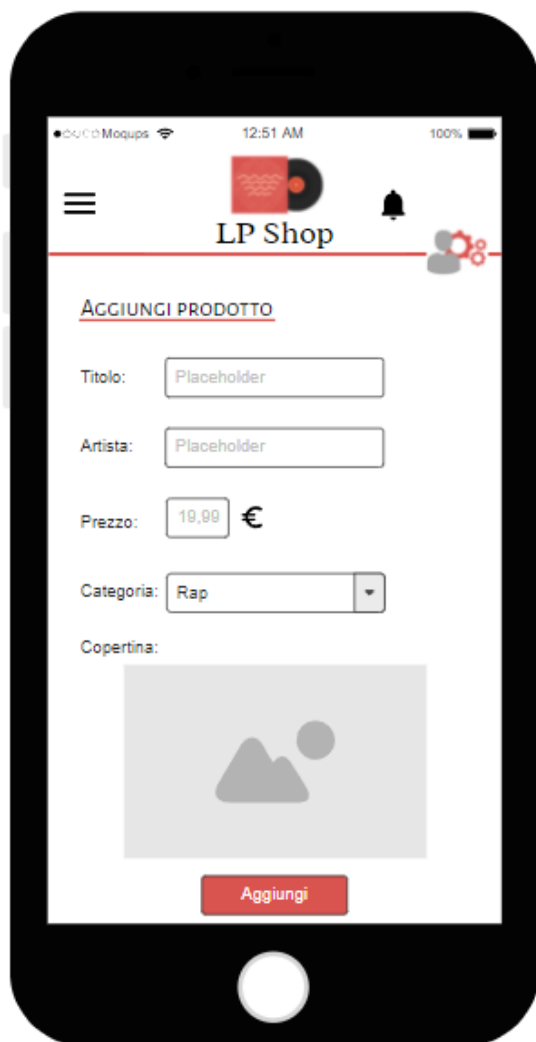 Moqups 12:51 AM 100%
LP Shop
AGGIUNGI PRODOTTO
Titolo: Placeholder
Artista: Placeholder
Prezzo: 19,99 €
Categoria: Rap
Copertina:
Aggiungi